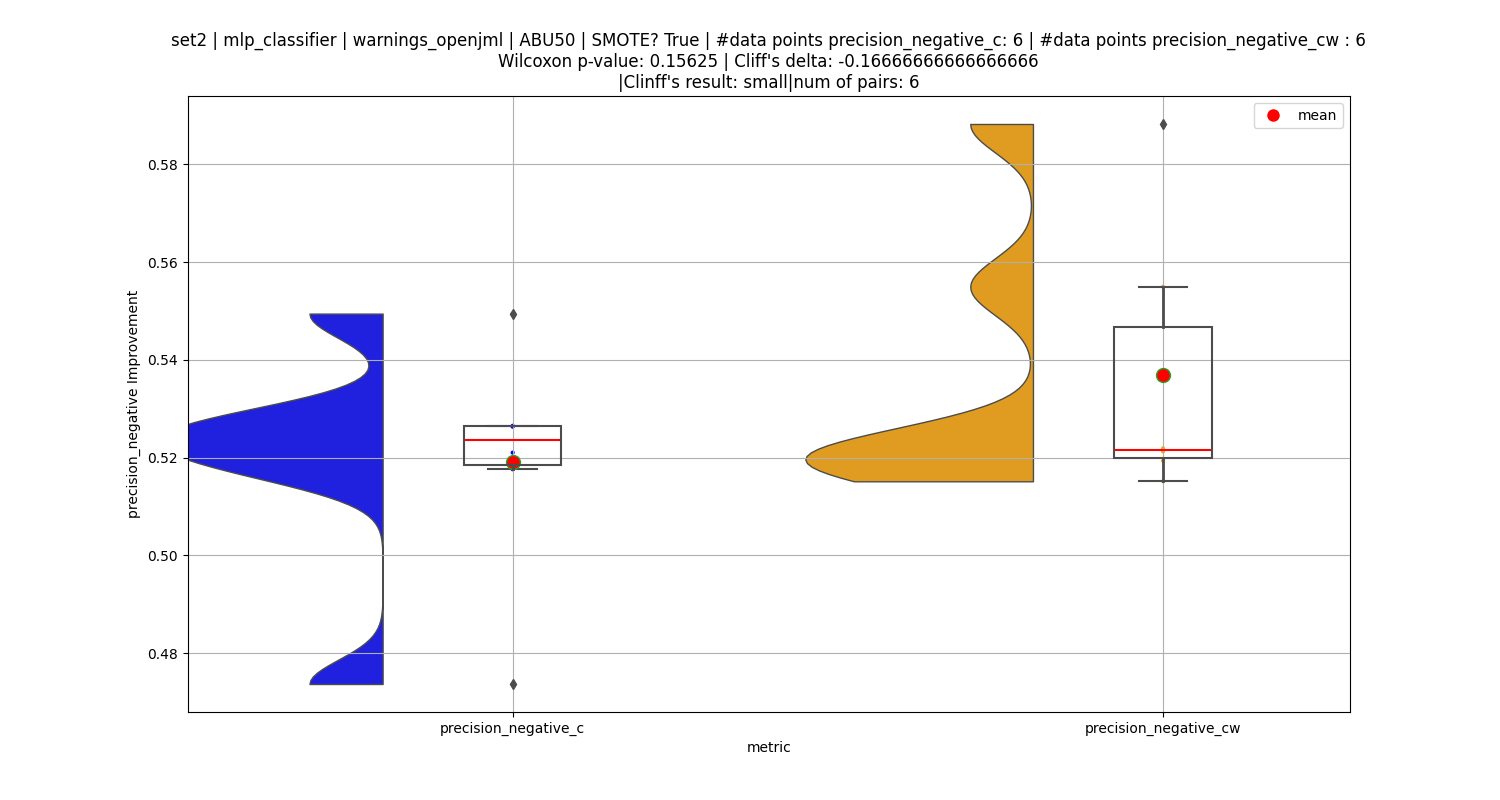 set2 | mlp_classifier | warnings_openjml | ABU50 | SMOTE? True | #data points precision_negative_c: 6 | #data points precision_negative_cw : 6
Wilcoxon p-value: 0.15625 | Cliff's delta: -0.16666666666666666
|Clinff's result: small|num of pairs: 6
mean
0.58
0.56
0.54
0.52
0.50
0.48
precision_negative Improvement
precision_negative_c
precision_negative_cw
metric